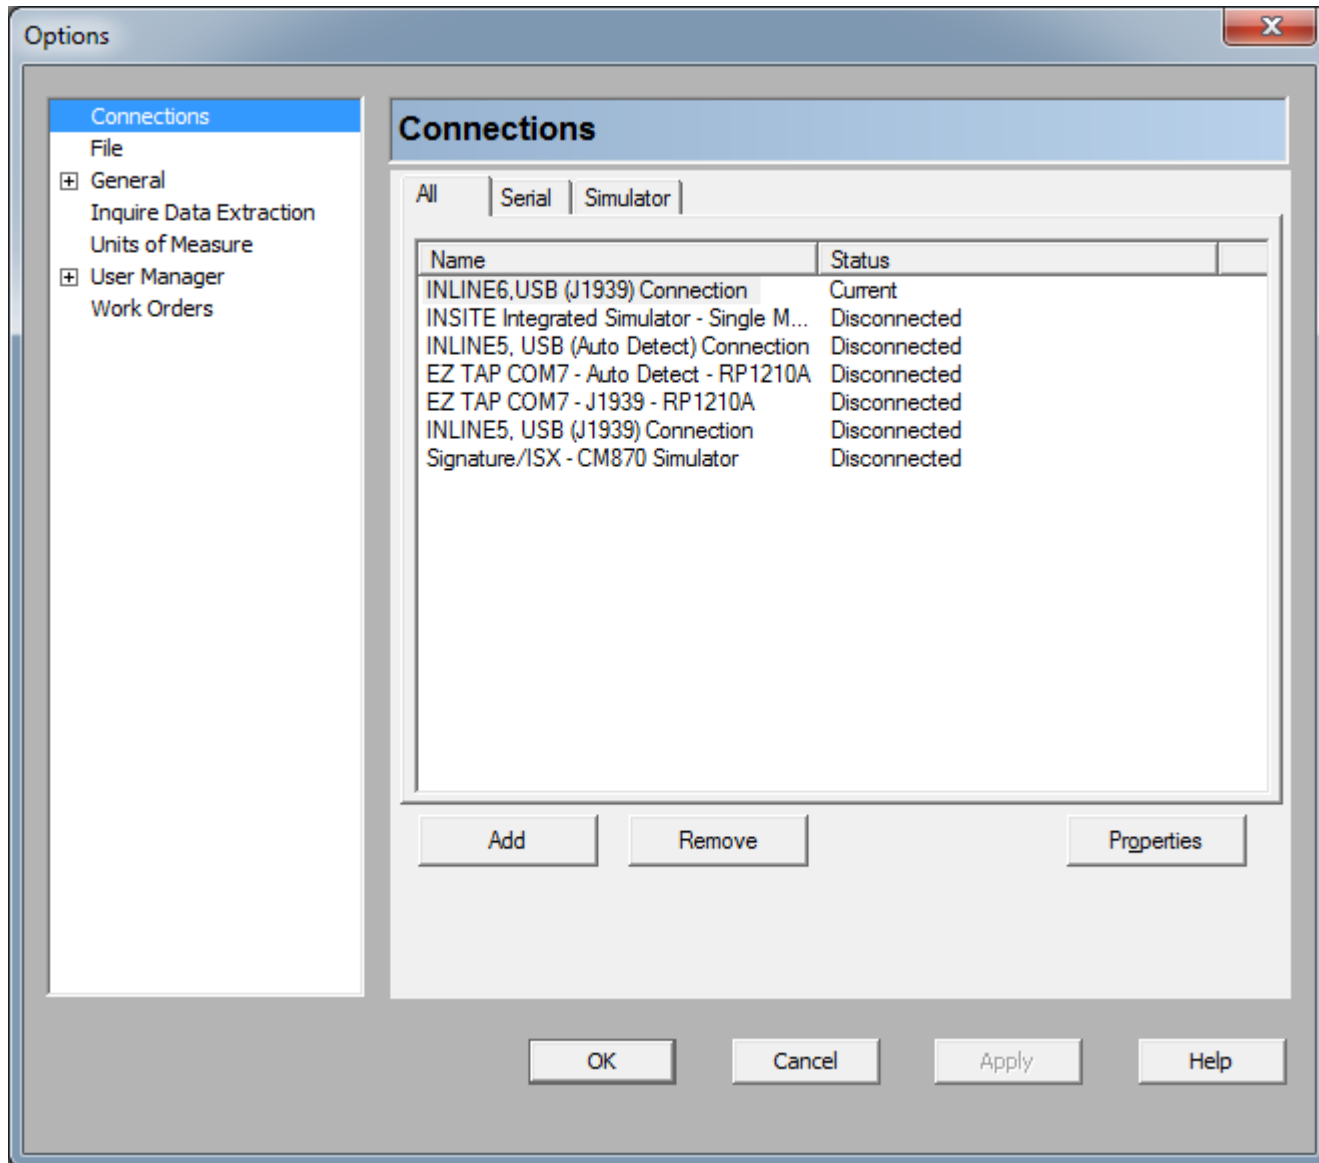 Options
Connections
File
General
Inquire Data Extraction
Units of Measure
User Manager
Work Orders
Connections
All Serial Simulator
Name Status
INLINE6,USB (J1939) Connection Current
INSITE Integrated Simulator - Single M... Disconnected
INLINE5, USB (Auto Detect) Connection Disconnected
EZ TAP COM7 - Auto Detect - RP1210A Disconnected
EZ TAP COM7 - J1939 - RP1210A Disconnected
INLINE5, USB (J1939) Connection Disconnected
Signature/ISX - CM870 Simulator Disconnected
Add Remove Properties
OK Cancel Apply Help